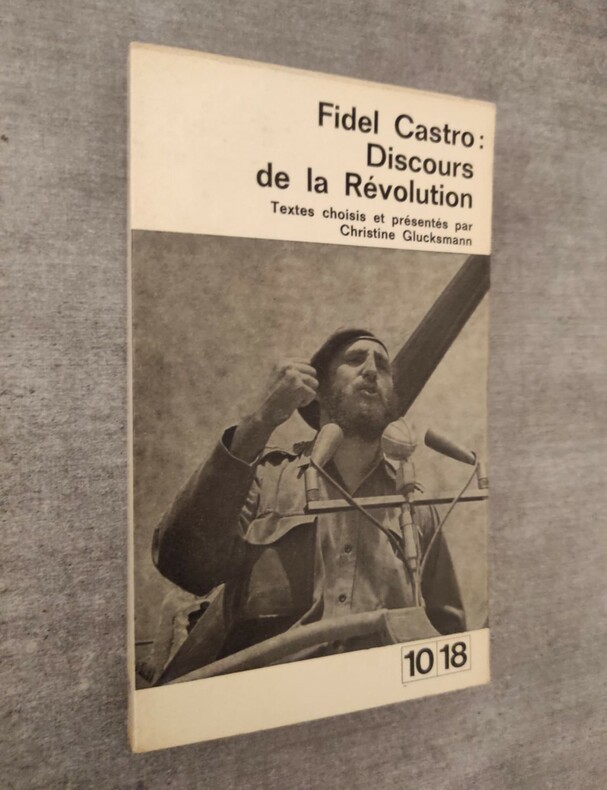 Fidel Castro:
Discours
de la Révolution
Textes choisis et présentés par
Christine Glucksmann
10 18